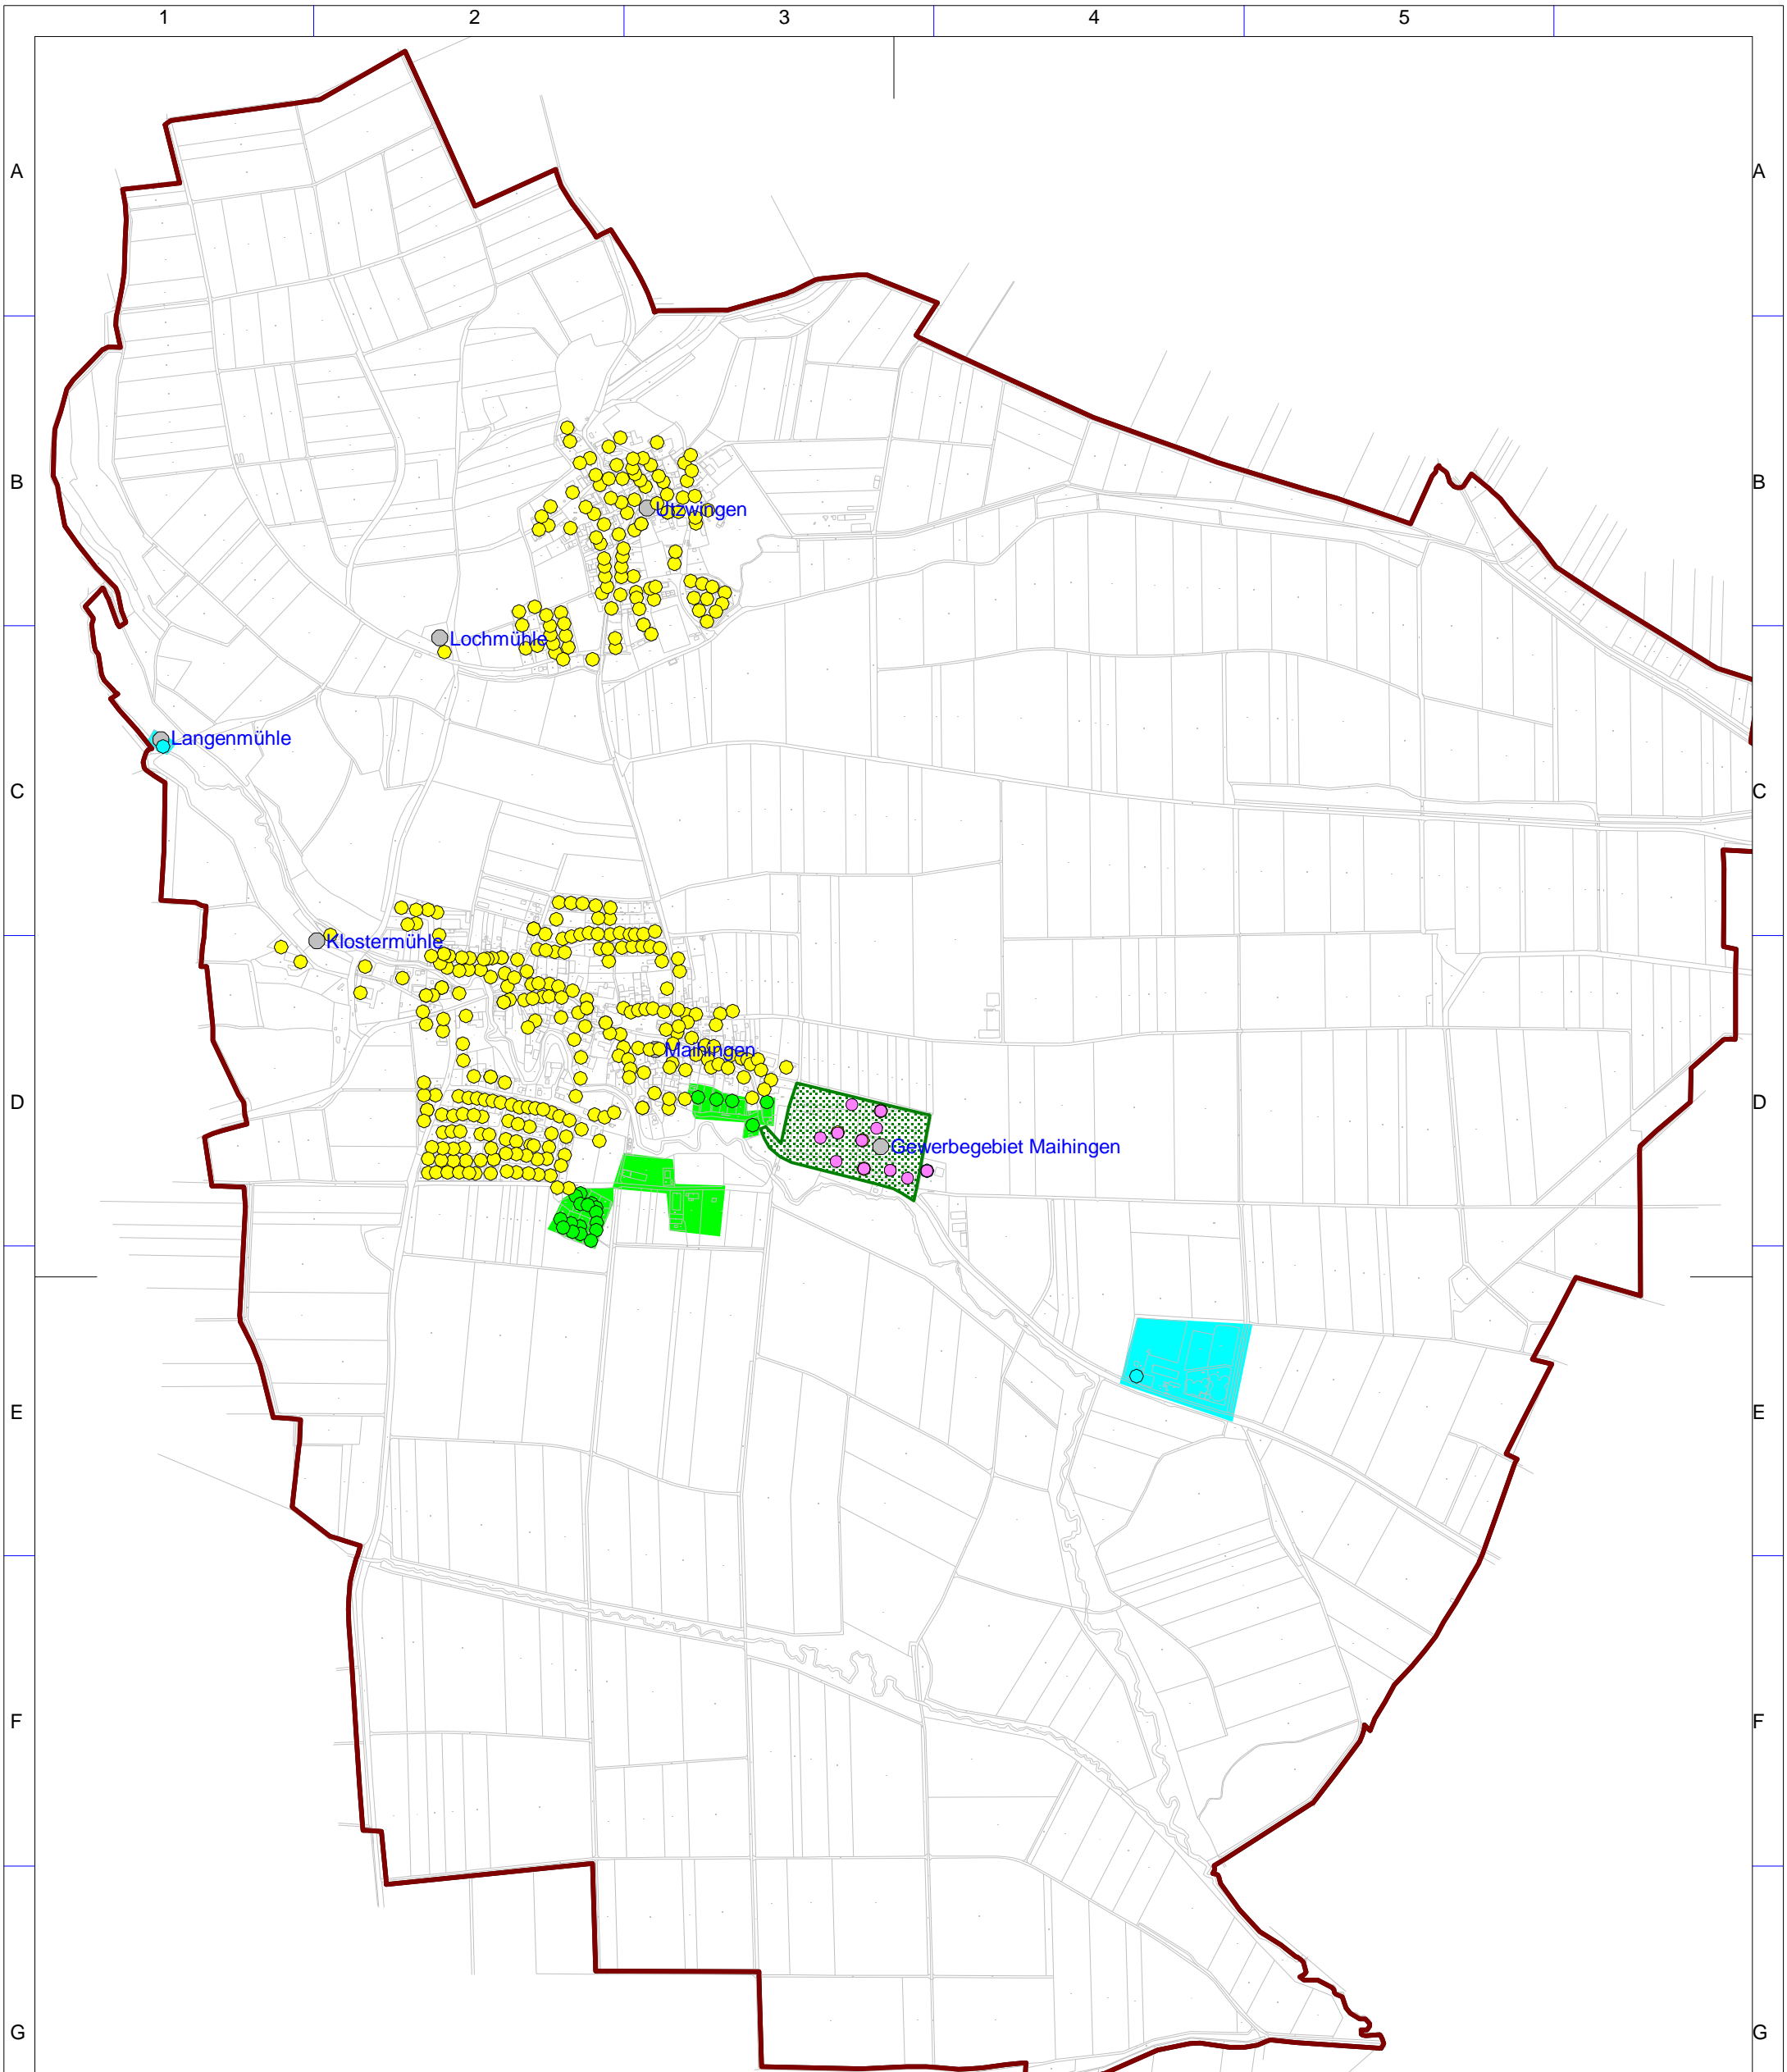 1 2 3 4 5
A A
B B
Utzwingen
Lochmühle
Langenmühle
C C
Klostermühle
Maihingen
D D
Gewerbegebiet Maihingen
E E
F F
G G